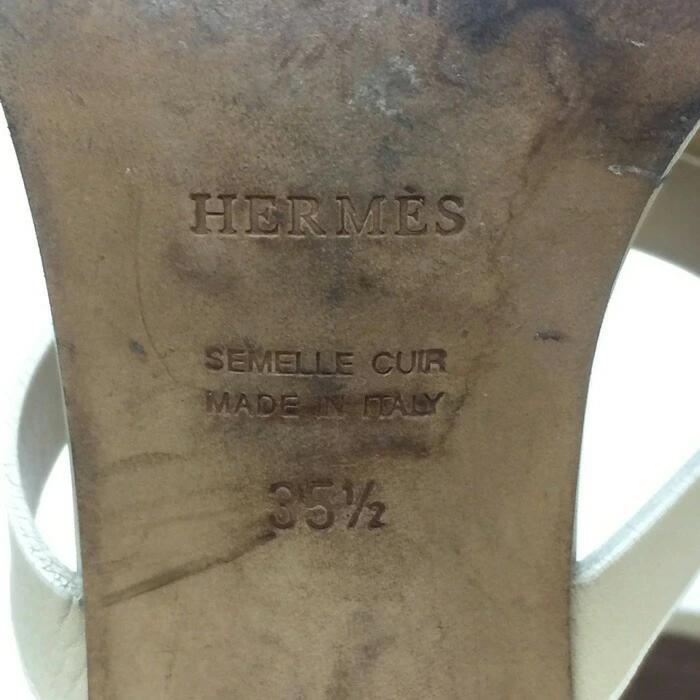 HERMÈS
SEMELLE CUIR
MADE IN ITALY
35½